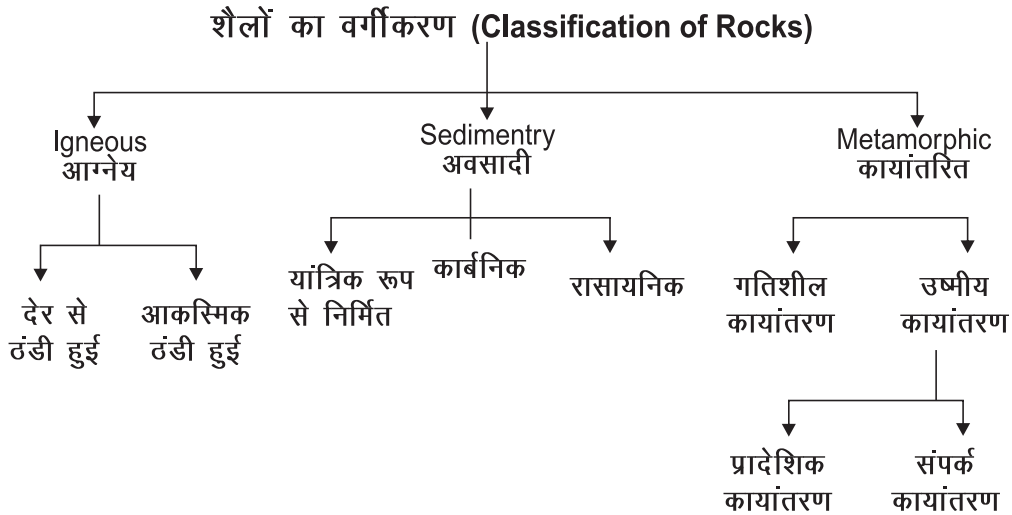 शैलों का वर्गीकरण (Classification of Rocks)
Igneous
आग्नेय
Sedimentry
अवसादी
Metamorphic
कायांतरित
देर से
ठंडी हुई
आकस्मिक
ठंडी हुई
यांत्रिक रूप
से निर्मित
कार्बनिक
रासायनिक
गतिशील
कायांतरण
उष्मीय
कायांतरण
प्रादेशिक
कायांतरण
संपर्क
कायांतरण